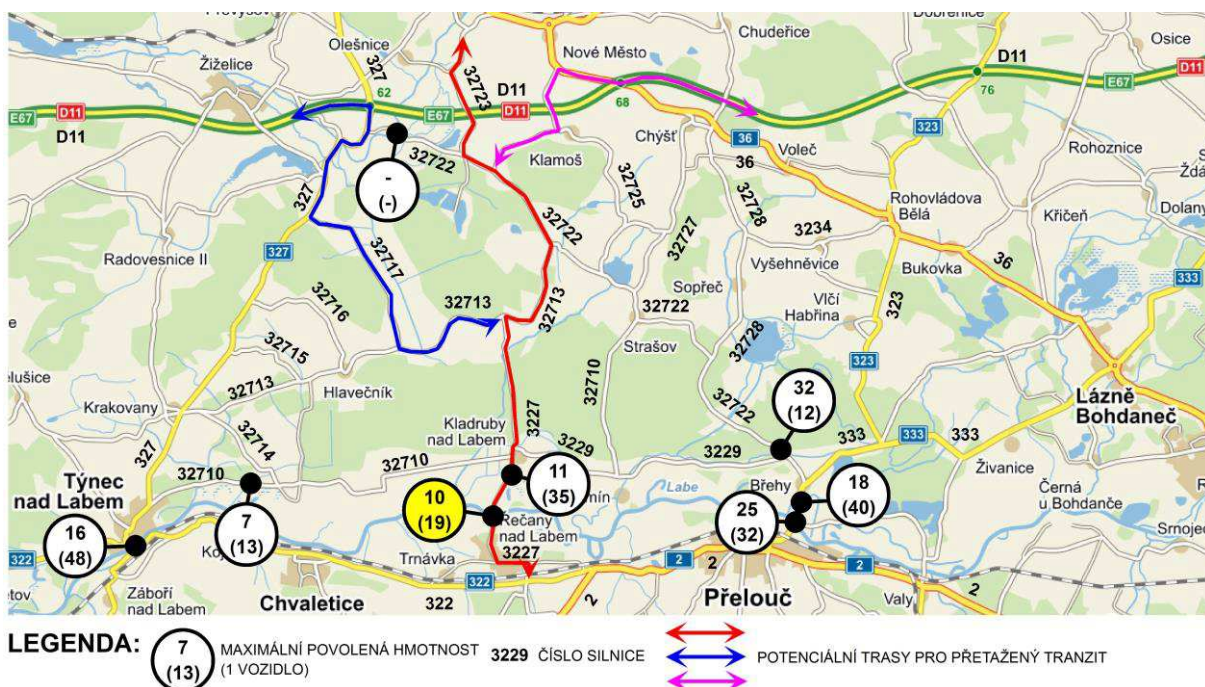 Převýšov
Dobřenice
Olešnice
Nové Město
Chudeřice
Osice
Žiželice
327
62
32723
D11
D11
E67
E67
D11
D11
E67
D11
D11
68
76
E67
D11
Chýšť
36
323
Klamoš
32722
-
(-)
36
Voleč
Rohoznice
32725
327
Rohovládova
Bělá
Dolany
32722
32728
3234
Křičeň
327
32727
Radovesnice II
32717
Vyšehněvice
Bukovka
36
333
Sopřeč
32716
32713
32713
32722
Vlčí
Habřina
323
Strašov
32728
32715
323
Hlavečník
32710
32713
32
(12)
Lázně
Bohdaneč
Krakovany
Kladruby
nad Labem
3227
32722
327
32714
3229
3229
333
333
333
32710
32710
11
(35)
Živanice
Týnec
nad Labem
Labe
Břehy
18
(40)
Černá
u Bohdanče
10
(19)
25
(32)
16
(48)
7
(13)
Řečany
nad Labem
Srnojedy
322
Trnávka
3227
322
2
2
2
Přelouč
Valy
Záboří
nad Labem
Chvaletice
322
2
2
LEGENDA:
7
(13)
MAXIMÁLNÍ POVOLENÁ HMOTNOST
(1 VOZIDLO)
3229 ČÍSLO SILNICE
POTENCIÁLNÍ TRASY PRO PŘETAŽENÝ TRANZIT